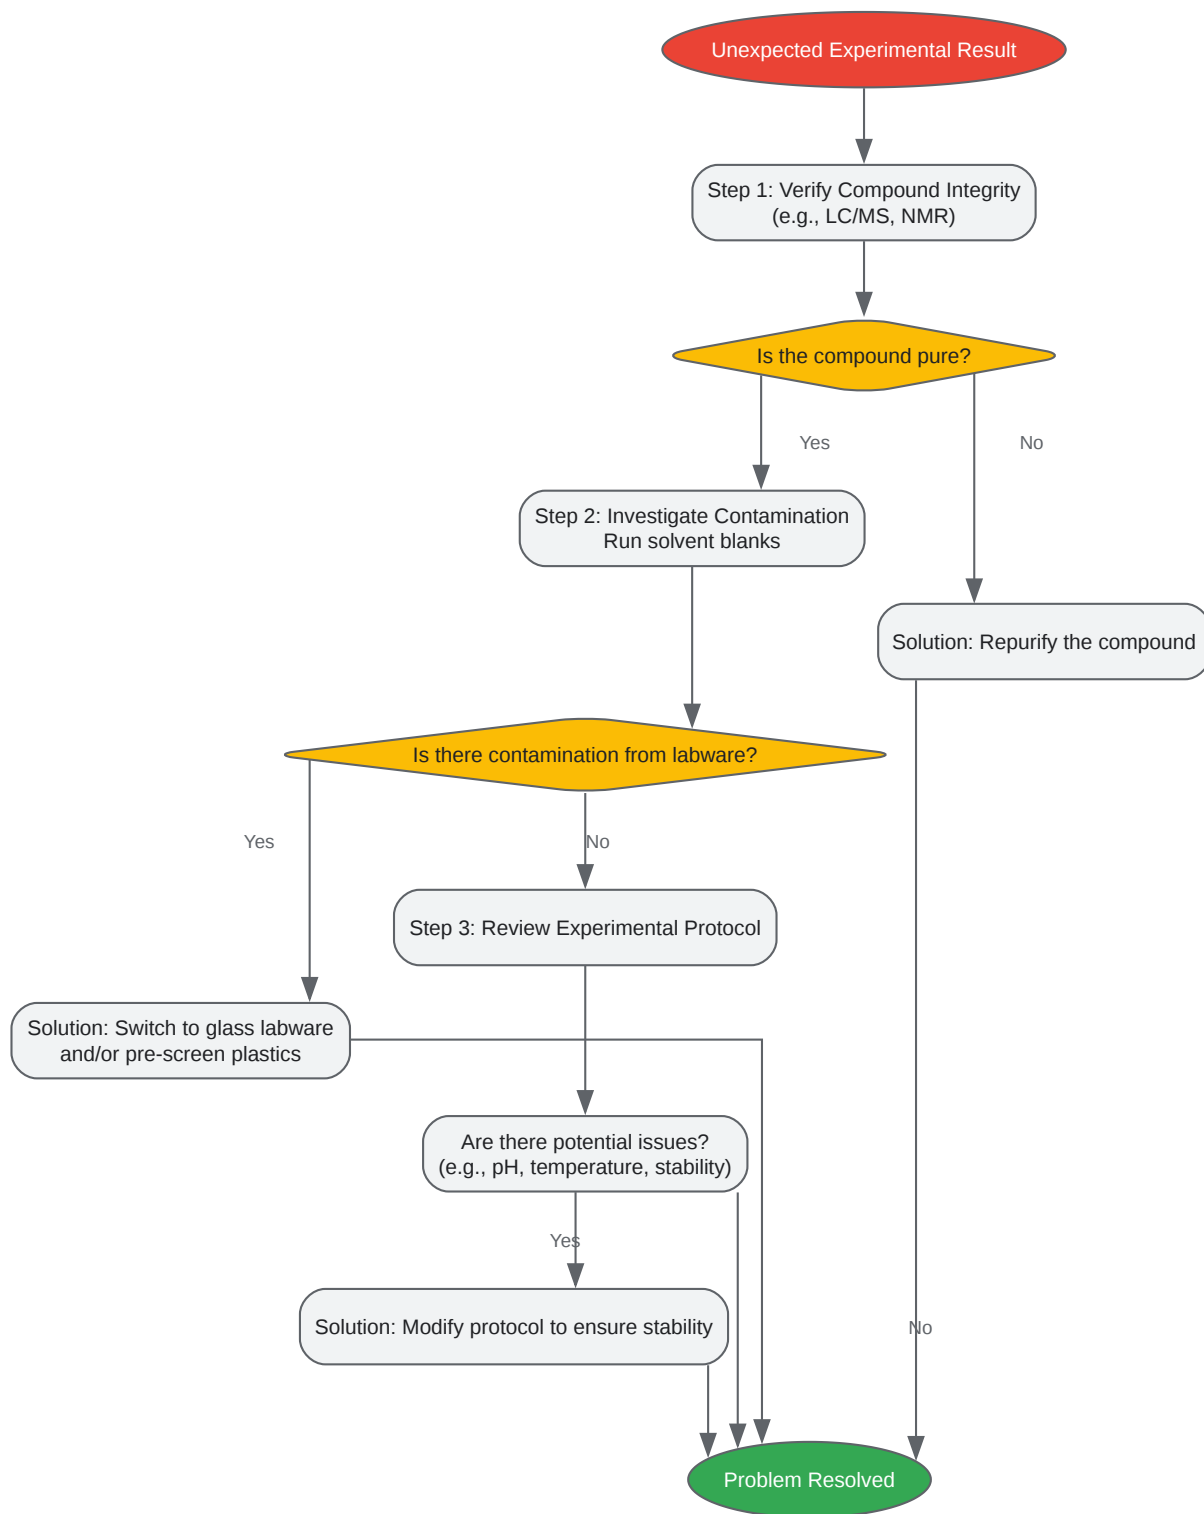 Unexpected Experimental Result
Step 1: Verify Compound Integrity
(e.g., LC/MS, NMR)
Is the compound pure?
Yes
No
Step 2: Investigate Contamination
Run solvent blanks
Solution: Repurify the compound
Is there contamination from labware?
Yes
No
Step 3: Review Experimental Protocol
Solution: Switch to glass labware
and/or pre-screen plastics
Are there potential issues?
(e.g., pH, temperature, stability)
Yes
Solution: Modify protocol to ensure stability
No
Problem Resolved